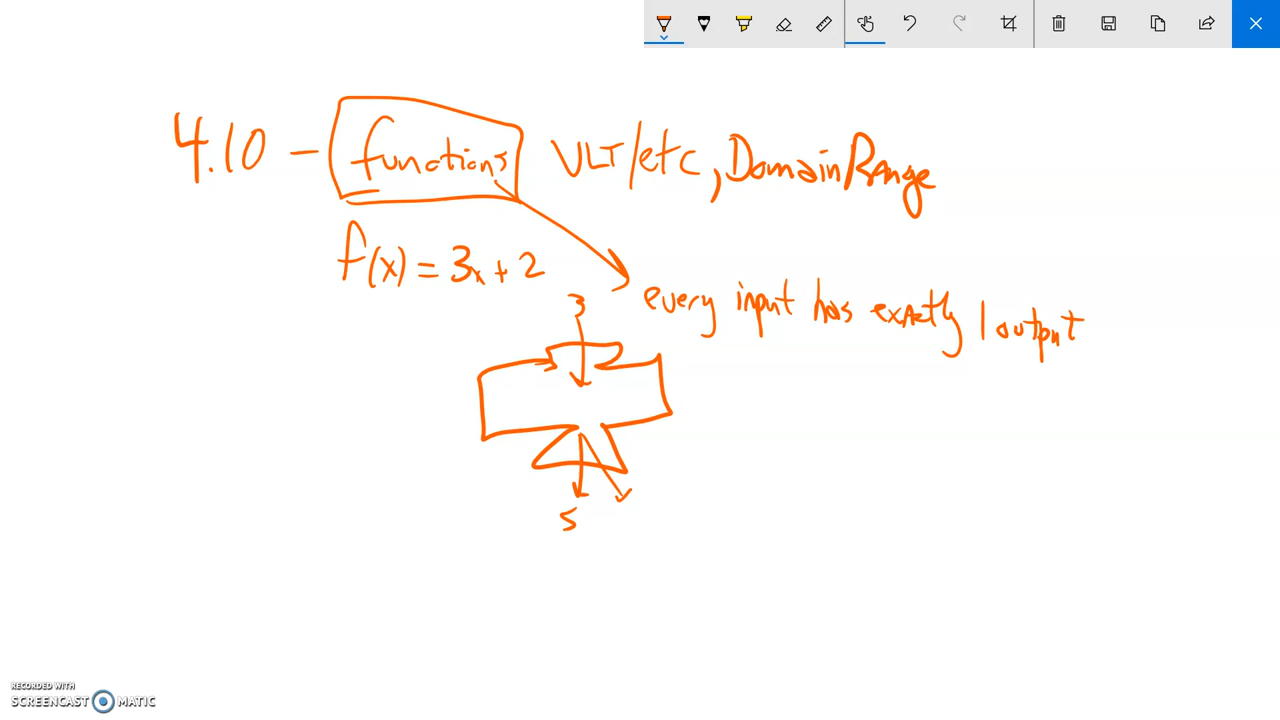 4.10 - functions VLT/etc, Domain Range
f(x) = 3x + 2
every input has exactly 1 output
3
5
RECORDED WITH
SCREENCAST MATIC